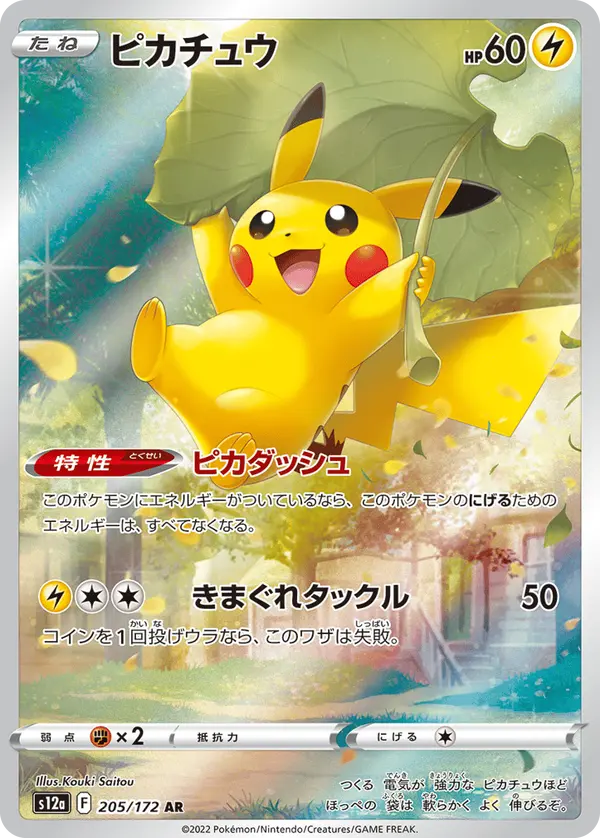 たね ピカチュウ HP60
特性 とくせい ピカダッシュ
このポケモンにエネルギーがついているなら、このポケモンのにげるための
エネルギーは、すべてなくなる。
きまぐれタックル 50
かいな しっぱい
コインを1回投げウラなら、このワザは失敗。
弱点 ×2 抵抗力 にげる
Illus.Kouki Saitou
でんき きょうりょく
つくる 電気が 強力な ピカチュウほど
ふくろ やわ の
ほっぺの 袋は 軟らかく よく 伸びるぞ。
s12a F 205/172 AR
©2022 Pokémon/Nintendo/Creatures/GAME FREAK.